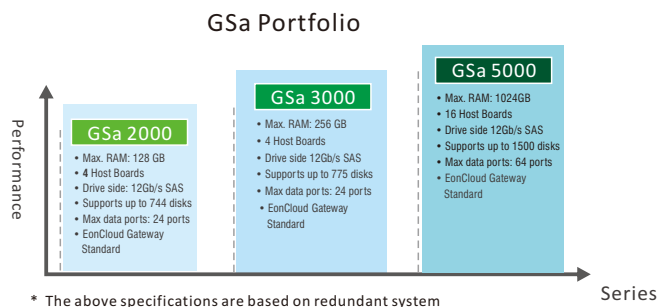 GSa Portfolio
Performance
GSa 2000
• Max. RAM: 128 GB
• 4 Host Boards
• Drive side: 12Gb/s SAS
• Supports up to 744 disks
• Max data ports: 24 ports
• EonCloud Gateway
Standard
GSa 3000
• Max. RAM: 256 GB
• 4 Host Boards
Drive side 12Gb/s SAS
• Supports up to 775 disks
• Max data ports: 24 ports
• EonCloud Gateway
Standard
GSa 5000
• Max. RAM: 1024GB
• 16 Host Boards
• Drive side 12Gb/s SAS
• Supports up to 1500 disks
• Max data ports: 64 ports
• EonCloud Gateway
Standard
Series
* The above specifications are based on redundant system